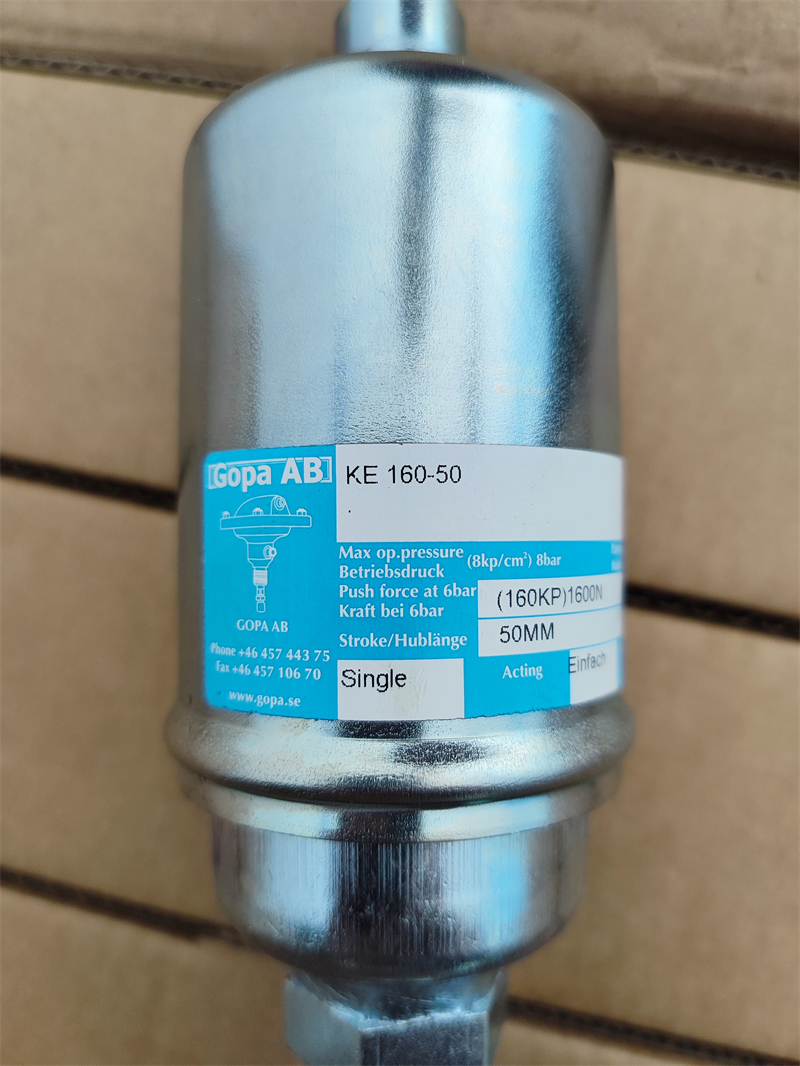 Gopa AB
KE 160-50
Max op.pressure
Betriebsdruck
(8kp/cm²) 8bar
Push force at 6bar
Kraft bei 6bar
(160KP)1600N
GOPA AB
Stroke/Hublänge
50MM
Phone +46 457 443 75
Fax +46 457 106 70
www.gopa.se
Single
Acting
Einfach